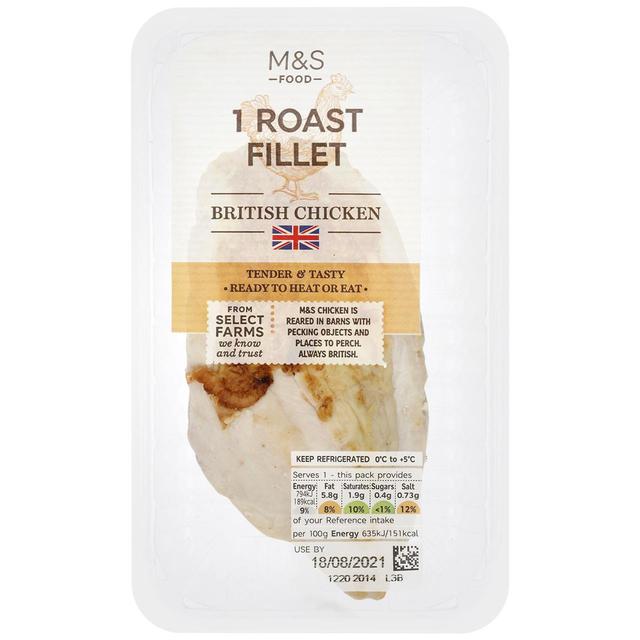 M&S
FOOD
1 ROAST
FILLET
BRITISH CHICKEN
TENDER & TASTY
• READY TO HEAT OR EAT •
FROM
SELECT
FARMS
we know
and trust
M&S CHICKEN IS
REARED IN BARNS WITH
PECKING OBJECTS AND
PLACES TO PERCH.
ALWAYS BRITISH.
KEEP REFRIGERATED 0°C to +5°C
Serves 1 - this pack provides
Energy Fat Saturates Sugars Salt
794kJ 5.8g 1.9g 0.4g 0.73g
189kcal
9% 8% 10% <1% 12%
of your Reference intake
per 100g Energy 635kJ/151kcal
USE BY
18/08/2021
1220 2014 L3B